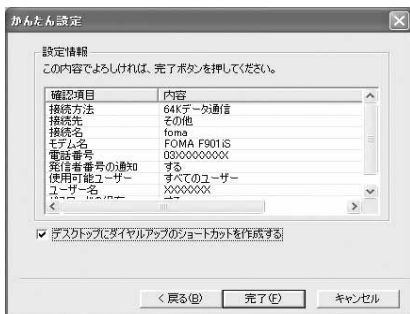 かんたん設定
設定情報
この内容でよろしければ、完了ボタンを押してください。
確認項目 内容
接続方法 64Kデータ通信
接続先 その他
接続名 foma
モデム名 FOMA F901iS
電話番号 03XXXXXXXX
発信者番号の通知 する
使用可能ユーザー すべてのユーザー
ユーザー名 XXXXXXX
デスクトップにダイヤルアップのショートカットを作成する
< 戻る(B) 完了(F) キャンセル